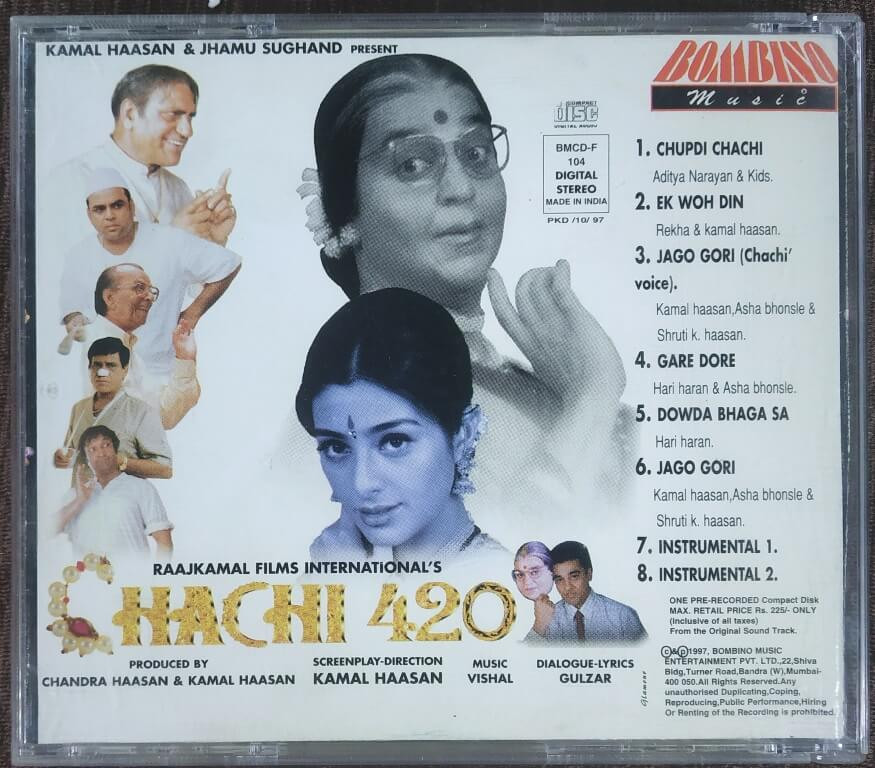 KAMAL HAASAN & JHAMU SUGHAND PRESENT
BOMBINO
Music
COMPACT
disc
DIGITAL AUDIO
BMCD-F
104
DIGITAL
STEREO
MADE IN INDIA
PKD /10/ 97
1. CHUPDI CHACHI
Aditya Narayan & Kids.
2. EK WOH DIN
Rekha & kamal haasan.
3. JAGO GORI (Chachi'
voice).
Kamal haasan,Asha bhonsle &
Shruti k. haasan.
4. GARE DORE
Hari haran & Asha bhonsle.
5. DOWDA BHAGA SA
Hari haran.
6. JAGO GORI
Kamal haasan,Asha bhonsle &
Shruti k. haasan.
7. INSTRUMENTAL 1.
8. INSTRUMENTAL 2.
RAAJKAMAL FILMS INTERNATIONAL'S
CHACHI 420
PRODUCED BY
CHANDRA HAASAN & KAMAL HAASAN
SCREENPLAY-DIRECTION
KAMAL HAASAN
MUSIC
VISHAL
DIALOGUE-LYRICS
GULZAR
Glamour
ONE PRE-RECORDED Compact Disk
MAX. RETAIL PRICE Rs. 225/- ONLY
(Inclusive of all taxes)
From the Original Sound Track.
©&℗1997, BOMBINO MUSIC
ENTERTAINMENT PVT. LTD.,22,Shiva
Bldg,Turner Road,Bandra (W),Mumbai-
400 050.All Rights Reserved.Any
unauthorised Duplicating,Coping,
Reproducing,Public Performance,Hiring
Or Renting of the Recording is prohibited.